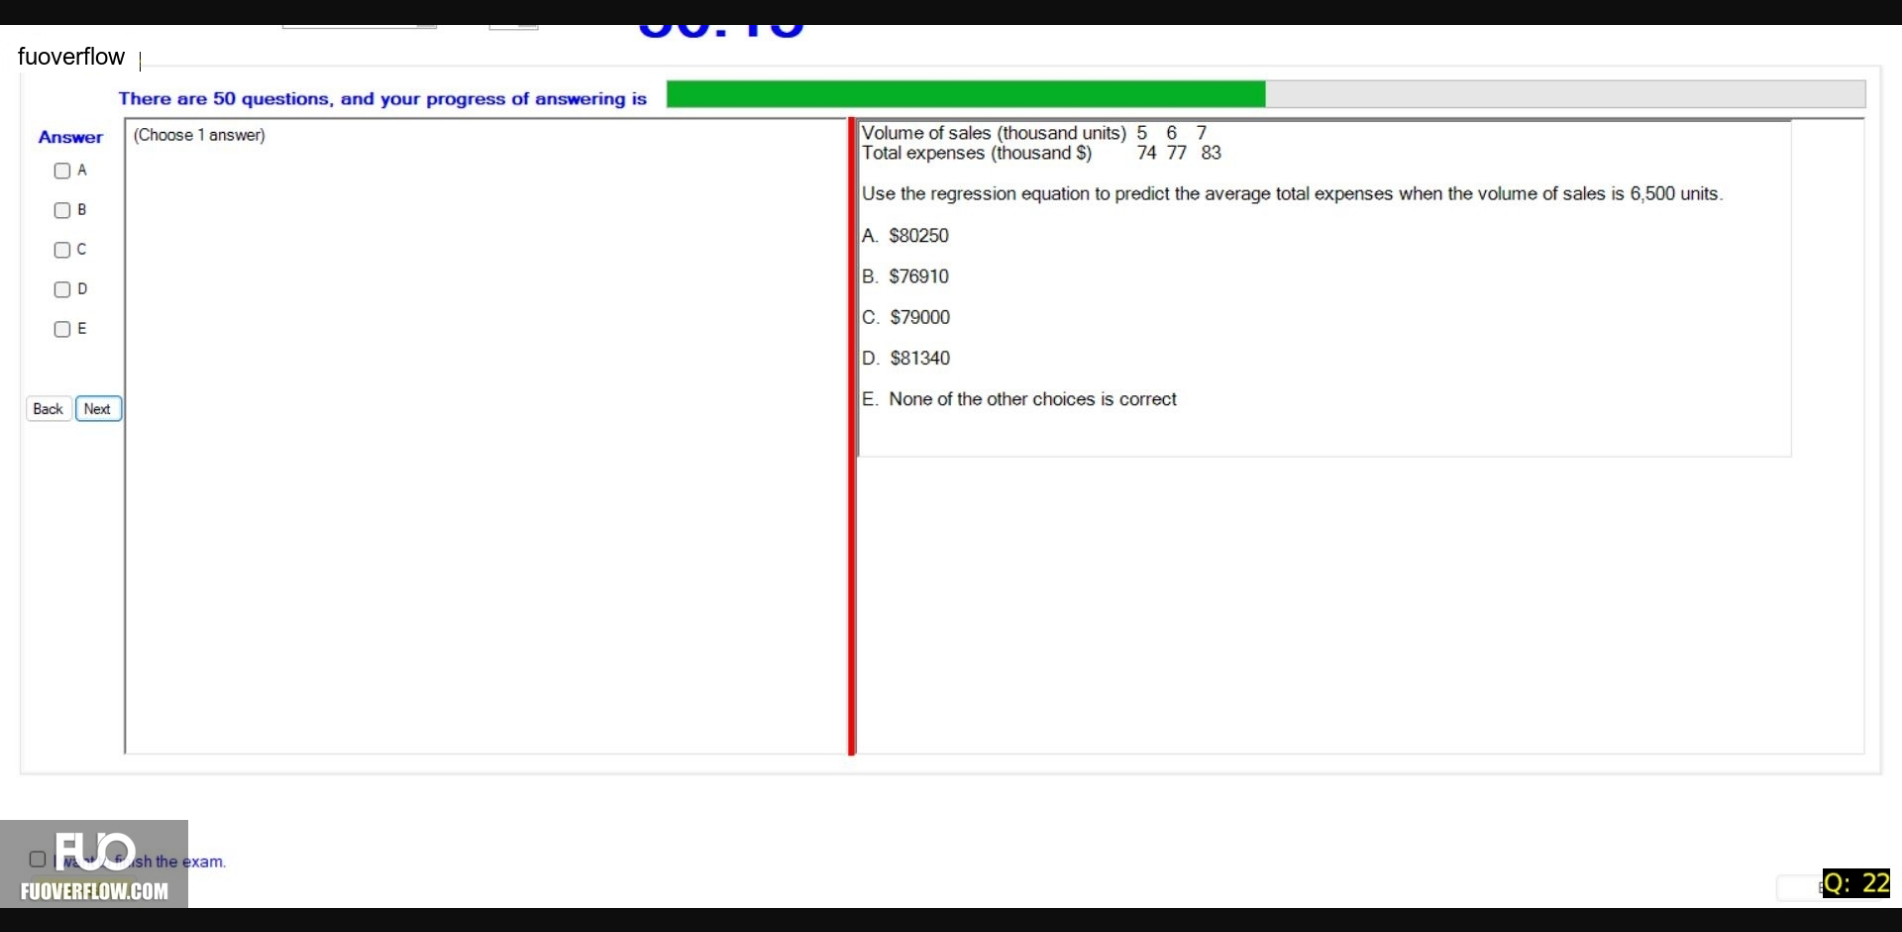 fuoverflow
There are 50 questions, and your progress of answering is
Answer
(Choose 1 answer)
A
B
C
D
E
Back Next
Volume of sales (thousand units) 5 6 7
Total expenses (thousand $) 74 77 83
Use the regression equation to predict the average total expenses when the volume of sales is 6,500 units.
A. $80250
B. $76910
C. $79000
D. $81340
E. None of the other choices is correct
FUO
the exam.
FUOVERFLOW.COM
Q: 22